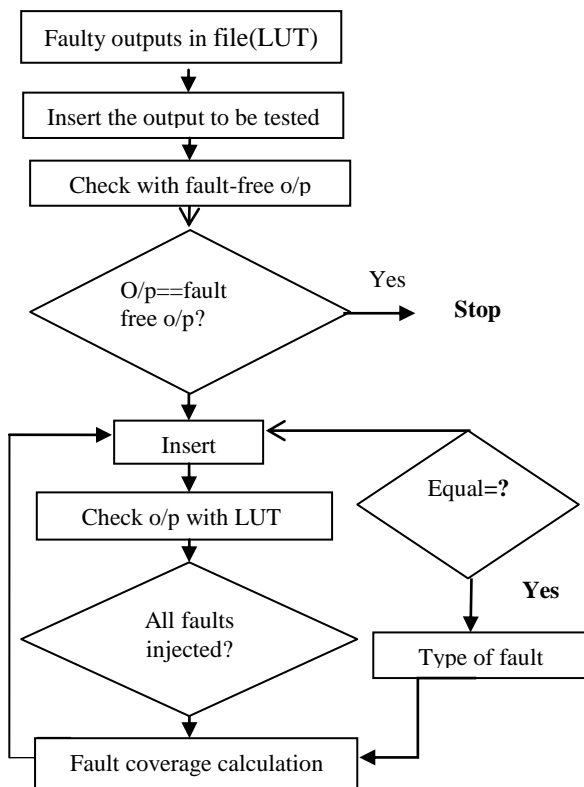 Faulty outputs in file(LUT)
Insert the output to be tested
Check with fault-free o/p
O/p==fault
free o/p?
Yes
Stop
Insert
Equal=?
Check o/p with LUT
Yes
All faults
injected?
Type of fault
Fault coverage calculation